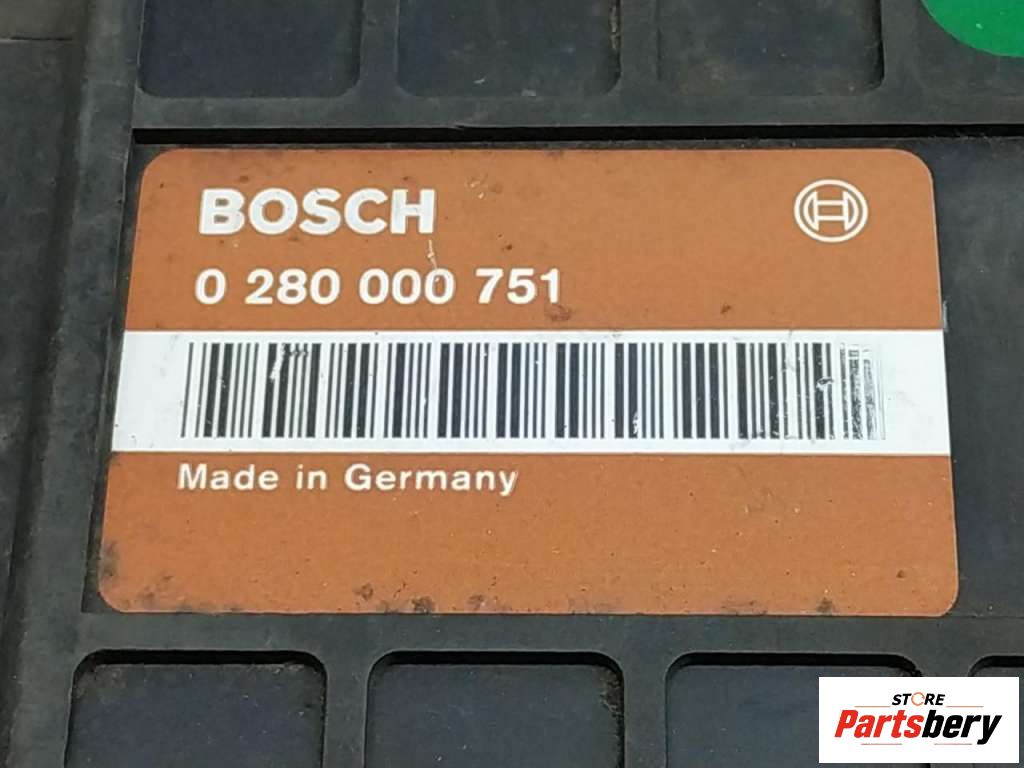 BOSCH
0 280 000 751
Made in Germany
STORE
Partsbery